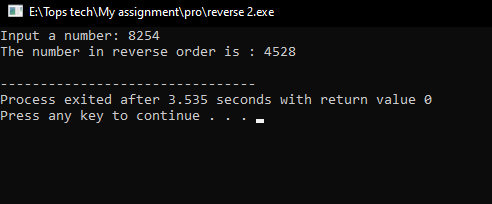 E:\Tops tech\My assignment\pro\reverse 2.exe
Input a number: 8254
The number in reverse order is : 4528
--------------------------------
Process exited after 3.535 seconds with return value 0
Press any key to continue . . .